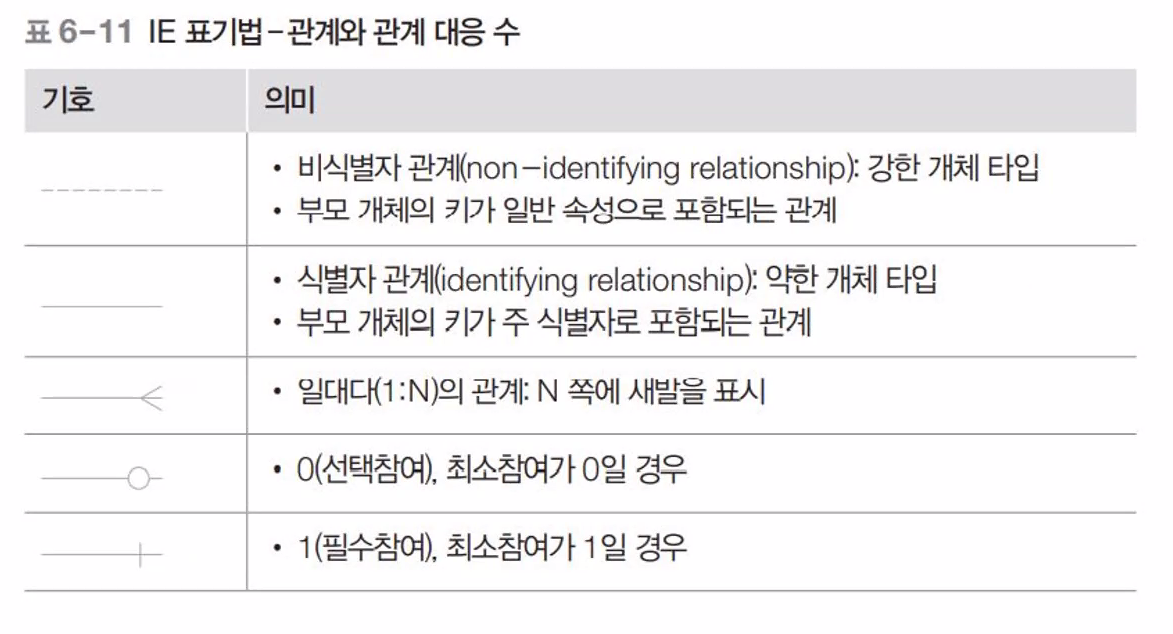 표 6-11 IE 표기법-관계와 관계 대응 수
기호
의미
• 비식별자 관계(non-identifying relationship): 강한 개체 타입
• 부모 개체의 키가 일반 속성으로 포함되는 관계
• 식별자 관계(identifying relationship): 약한 개체 타입
• 부모 개체의 키가 주 식별자로 포함되는 관계
• 일대다(1:N)의 관계: N 쪽에 새발을 표시
• 0(선택참여), 최소참여가 0일 경우
• 1(필수참여), 최소참여가 1일 경우